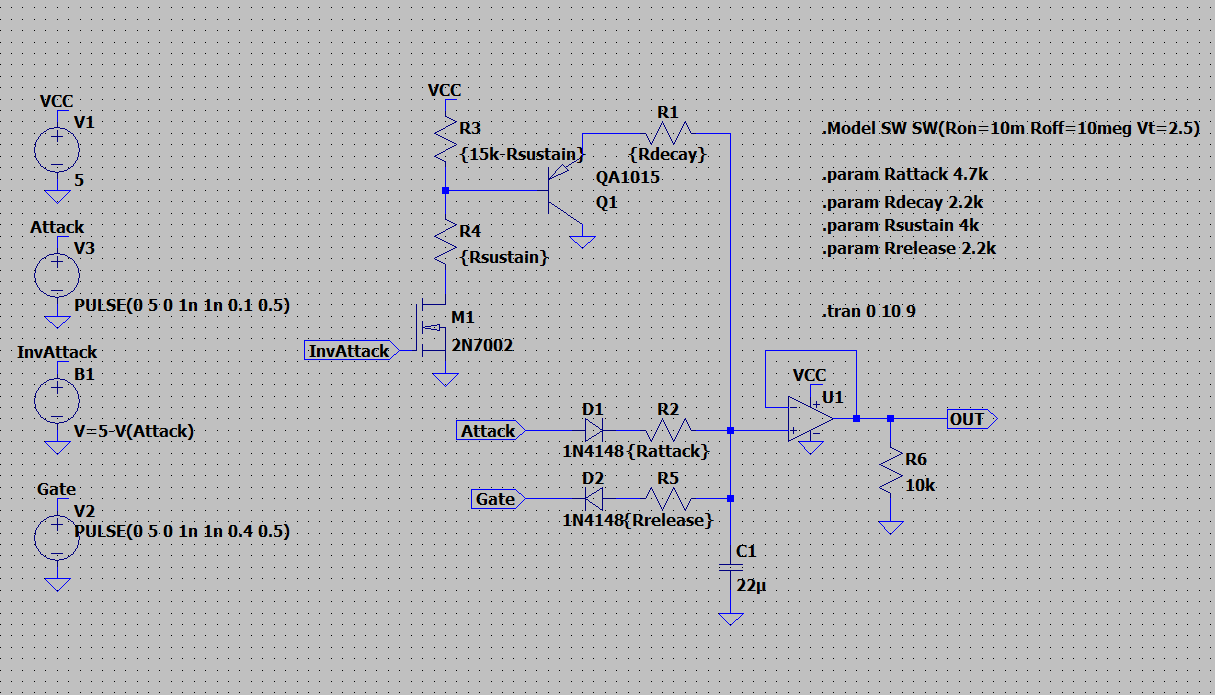 VCC
V1
5
Attack
V3
PULSE(0 5 0 1n 1n 0.1 0.5)
InvAttack
B1
V=5-V(Attack)
Gate
V2
PULSE(0 5 0 1n 1n 0.4 0.5)
VCC
R3
{15k-Rsustain}
R4
{Rsustain}
M1
2N7002
InvAttack
R1
{Rdecay}
QA1015
Q1
Attack
D1
1N4148
R2
{Rattack}
Gate
D2
1N4148
R5
{Rrelease}
C1
22µ
VCC
U1
OUT
R6
10k
.Model SW SW(Ron=10m Roff=10meg Vt=2.5)
.param Rattack 4.7k
.param Rdecay 2.2k
.param Rsustain 4k
.param Rrelease 2.2k
.tran 0 10 9